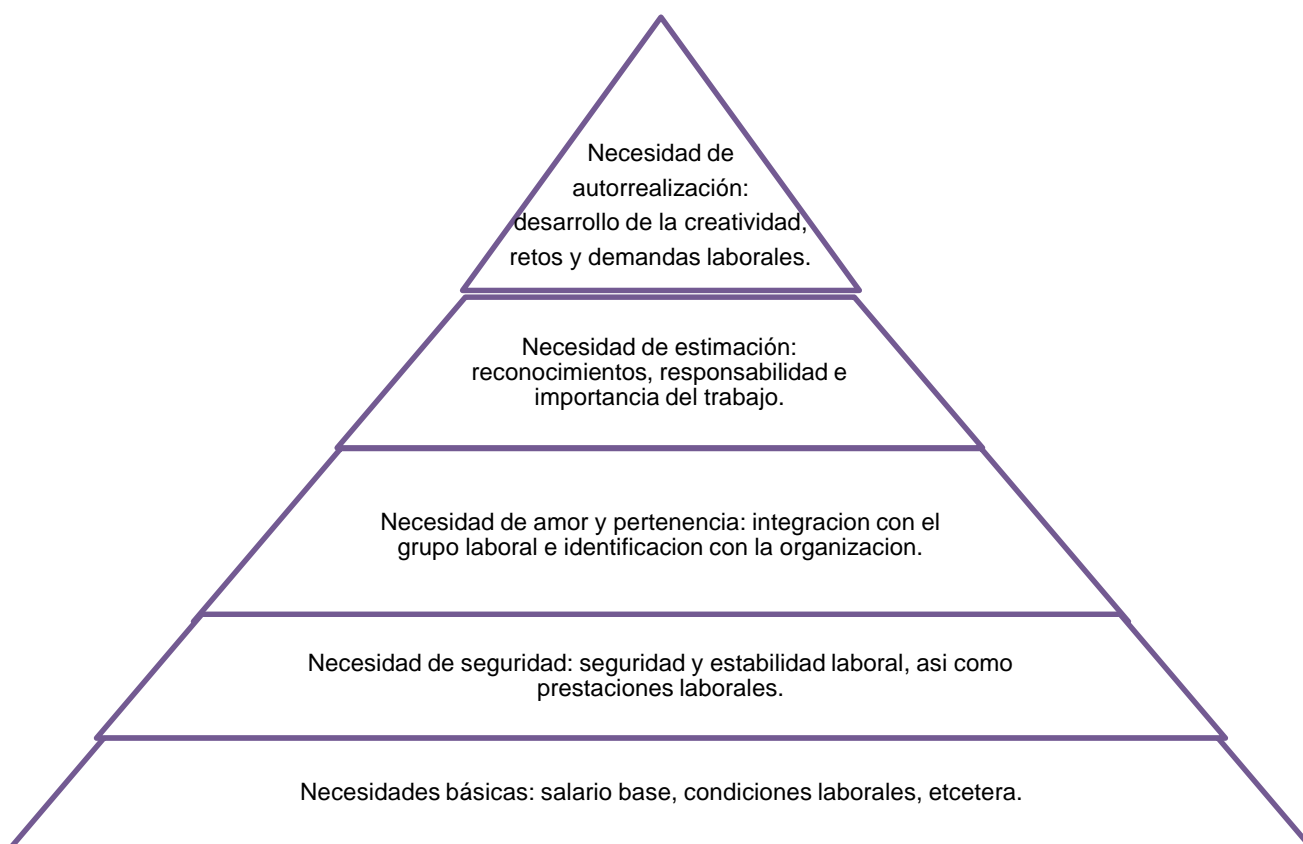 Necesidad de
autorrealización:
desarrollo de la creatividad,
retos y demandas laborales.
Necesidad de estimación:
reconocimientos, responsabilidad e
importancia del trabajo.
Necesidad de amor y pertenencia: integracion con el
grupo laboral e identificacion con la organizacion.
Necesidad de seguridad: seguridad y estabilidad laboral, asi como
prestaciones laborales.
Necesidades básicas: salario base, condiciones laborales, etcetera.